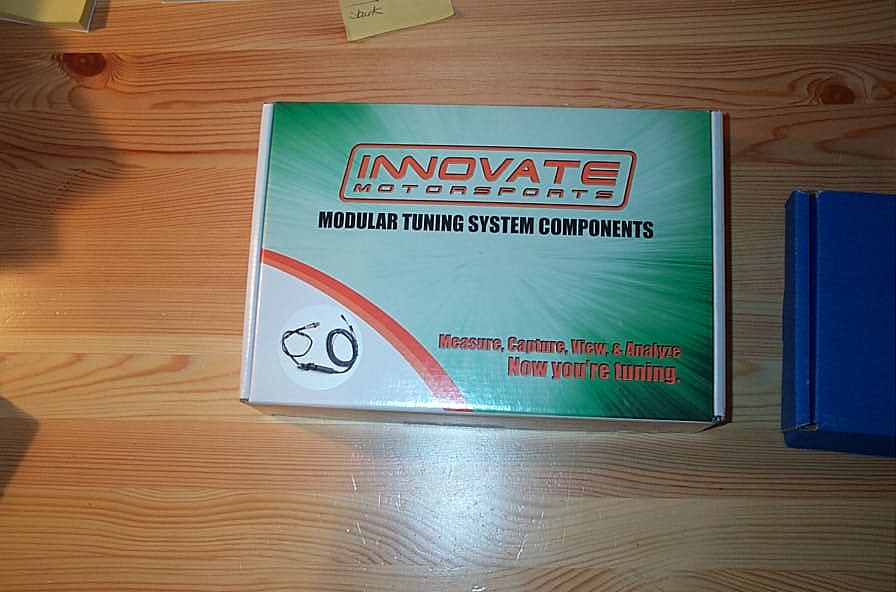 INNOVATE
MOTORSPORTS
MODULAR TUNING SYSTEM COMPONENTS
Measure, Capture, View, & Analyze
Now you're tuning.